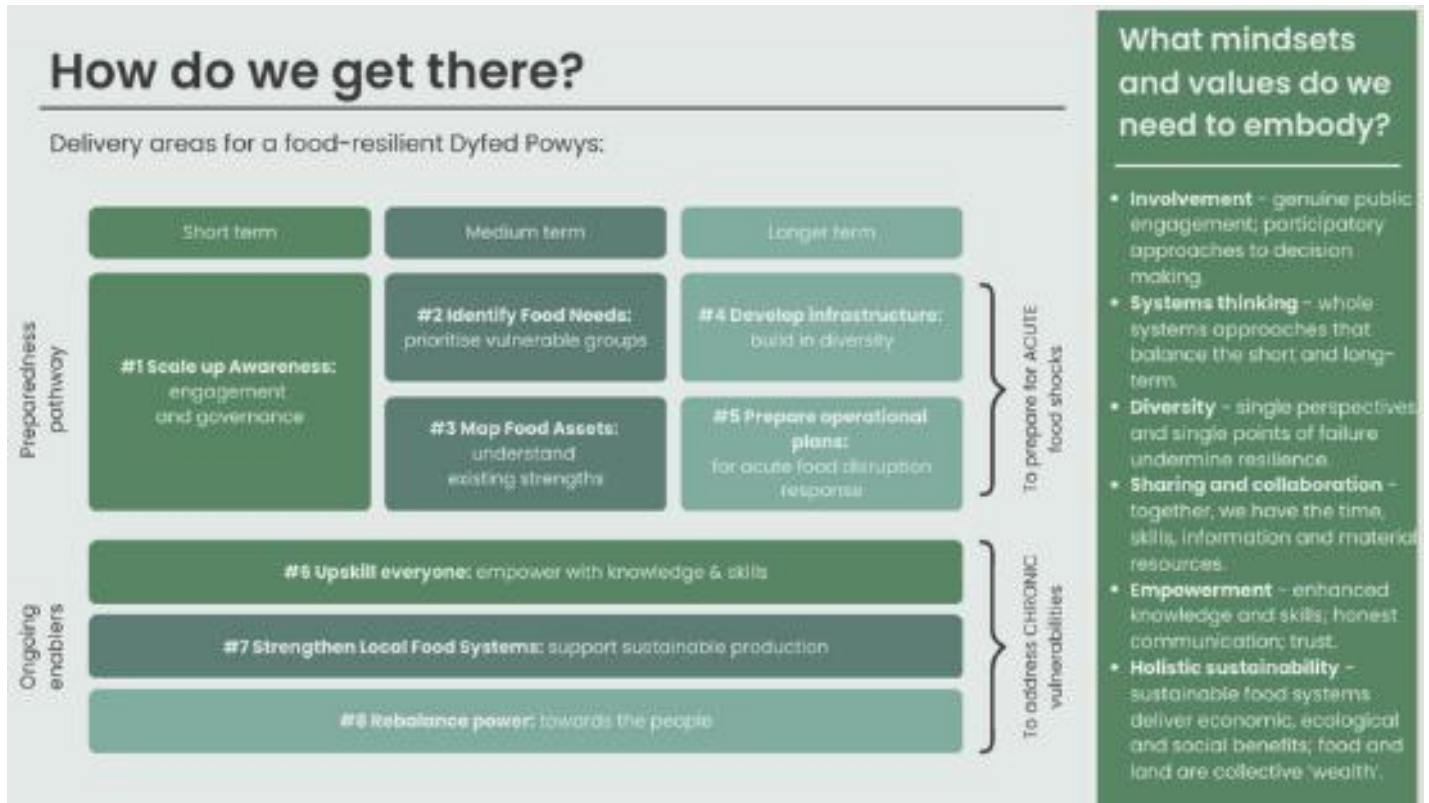 How do we get there?
Delivery areas for a food-resilient Dyfed Powys:
Short term
Medium term
Longer term
Preparedness
pathway
#1 Scale up Awareness:
engagement
and governance
#2 Identify Food Needs:
prioritise vulnerable groups
#3 Map Food Assets:
understand
existing strengths
#4 Develop infrastructure:
build in diversity
#5 Prepare operational
plans:
for acute food disruption
response
To prepare for ACUTE
food shocks
Ongoing
enablers
#6 Upskill everyone: empower with knowledge & skills
#7 Strengthen Local Food Systems: support sustainable production
#8 Rebalance power: towards the people
To address CHRONIC
vulnerabilities
What mindsets
and values do we
need to embody?
• Involvement - genuine public
engagement; participatory
approaches to decision
making.
• Systems thinking - whole
systems approaches that
balance the short and long-
term.
• Diversity - single perspectives
and single points of failure
undermine resilience.
• Sharing and collaboration -
together, we have the time,
skills, information and material
resources.
• Empowerment - enhanced
knowledge and skills; honest
communication; trust.
• Holistic sustainability -
sustainable food systems
deliver economic, ecological
and social benefits; food and
land are collective 'wealth'.